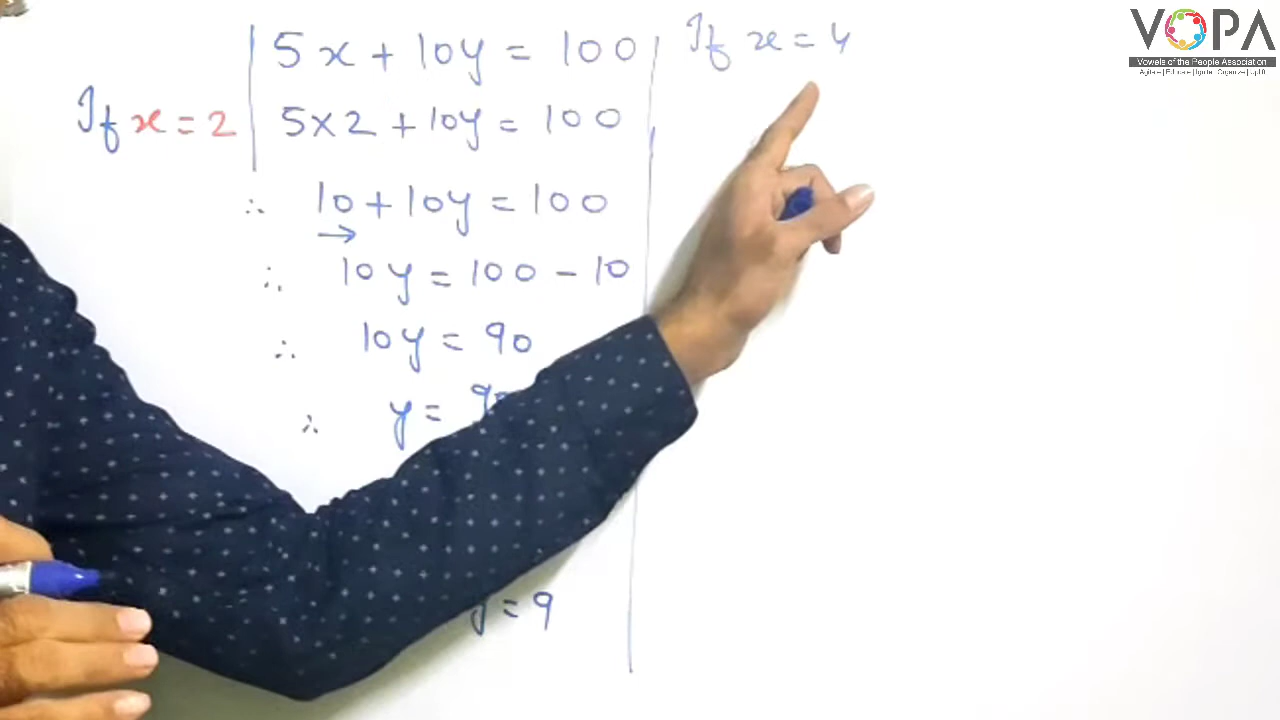 5x + 10y = 100
If x = 2
5 × 2 + 10y = 100
∴ 10 + 10y = 100
→
∴ 10y = 100 - 10
∴ 10y = 90
∴ y =
y = 9
If x = 4
VOPA
Vowels of the People Association